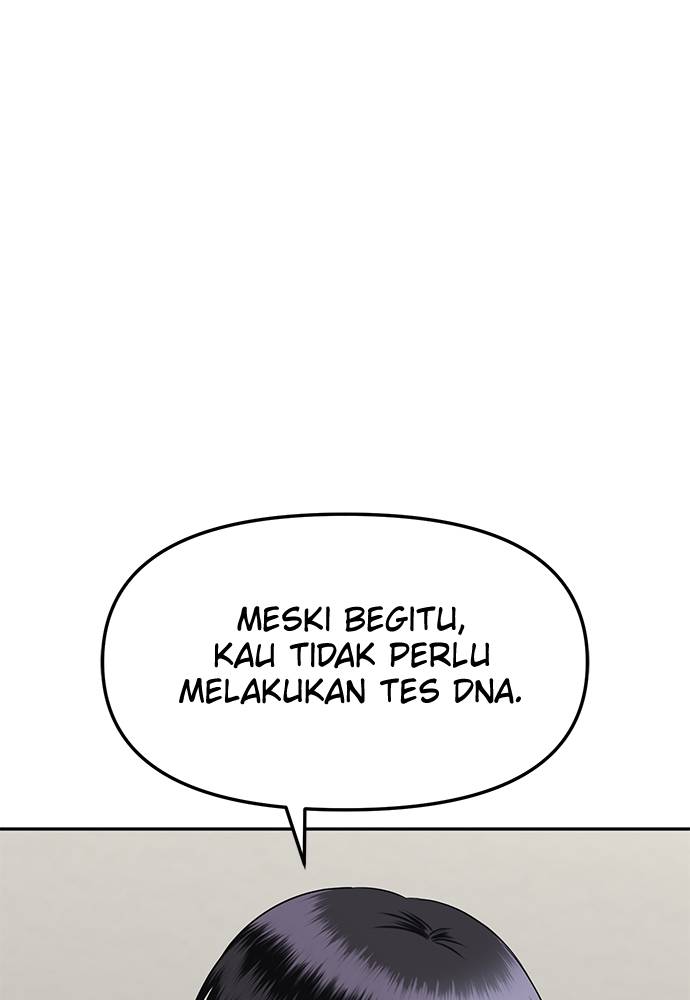 MESKI BEGITU,
KAU TIDAK PERLU
MELAKUKAN TES DNA.